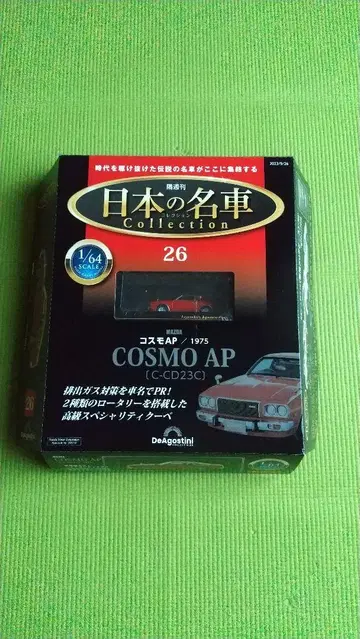 2023/9/26
時代を駆け抜けた伝説の名車がここに集結する
隔週刊
日本の名車
コレクション
Collection
1/64
SCALE
26
MAZDA
コスモAP / 1975
COSMO AP
[C-CD23C]
排出ガス対策を車名でPR!
2種類のロータリーを搭載した
高級スペシャリティクーペ
DeAgostini
26
COSMO AP